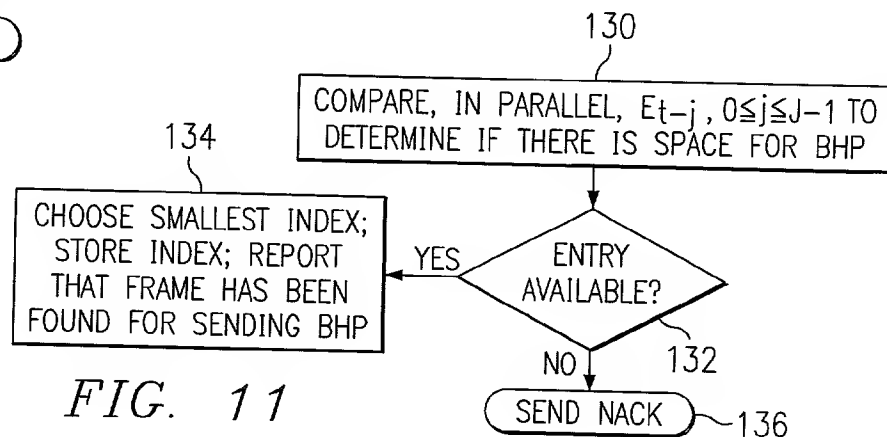 130
COMPARE, IN PARALLEL, Et-j, 0≦j≦J-1 TO
DETERMINE IF THERE IS SPACE FOR BHP
134
CHOOSE SMALLEST INDEX;
STORE INDEX; REPORT
THAT FRAME HAS BEEN
FOUND FOR SENDING BHP
YES
ENTRY
AVAILABLE?
132
NO
SEND NACK
136
FIG. 11